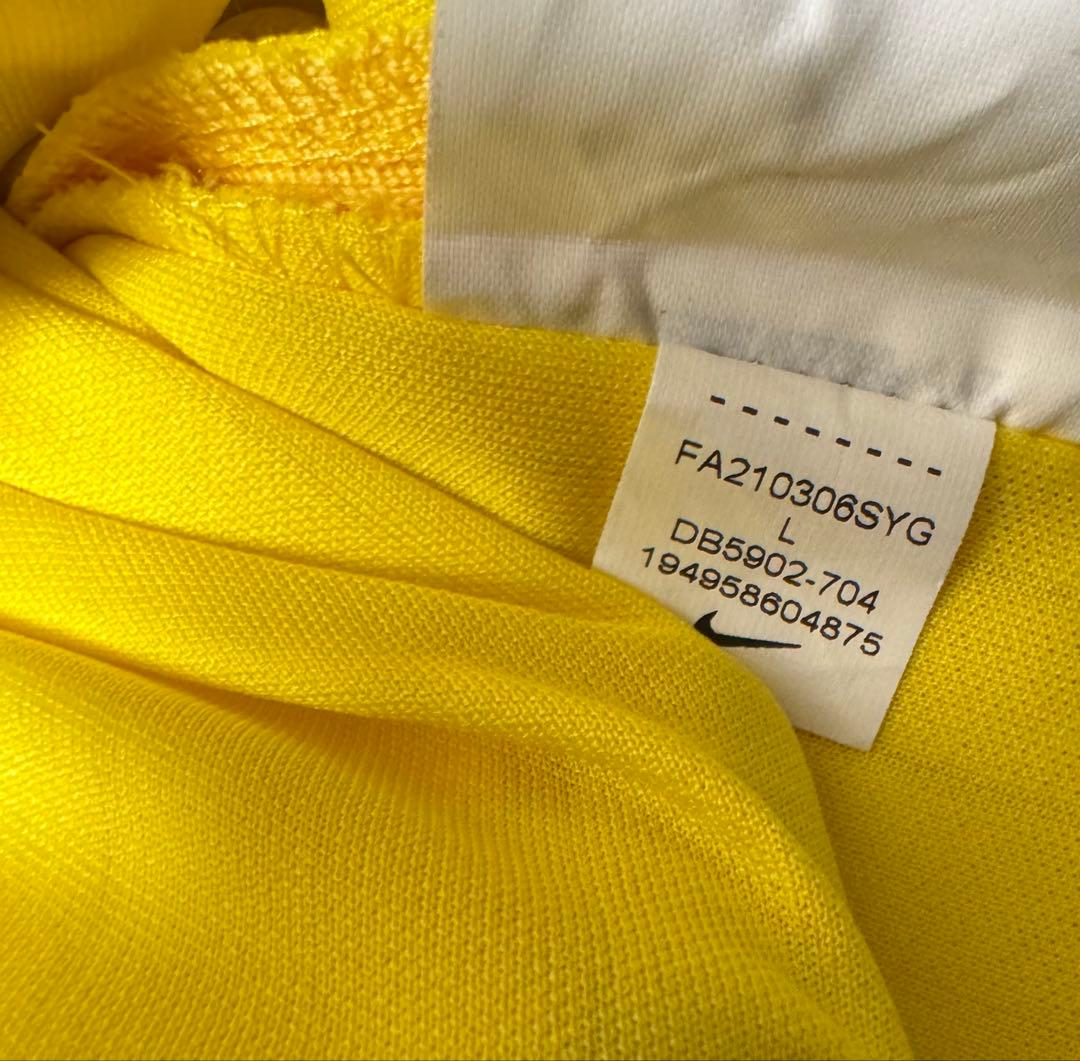 --------
FA210306SYG
L
DB5902-704
194958604875